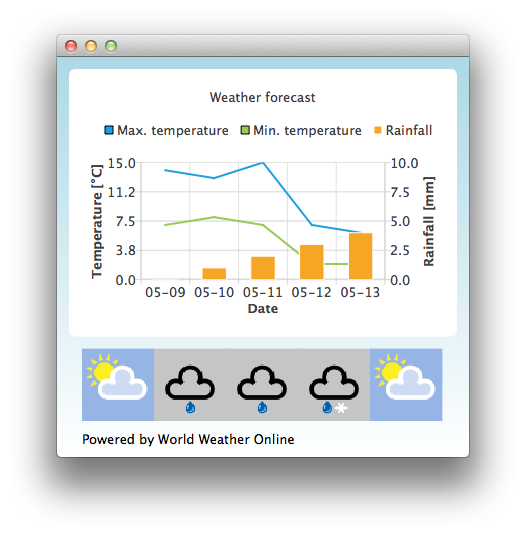 Weather forecast
Max. temperature Min. temperature Rainfall
Temperature [°C]
15.0
11.2
7.5
3.8
0.0
10.0
7.5
5.0
2.5
0.0
Rainfall [mm]
05-09 05-10 05-11 05-12 05-13
Date
Powered by World Weather Online